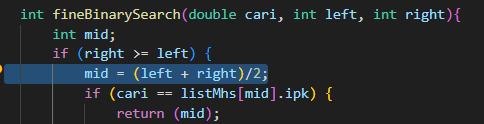 int fineBinarySearch(double cari, int left, int right){
int mid;
if (right >= left) {
mid = (left + right)/2;
if (cari == listMhs[mid].ipk) {
return (mid);